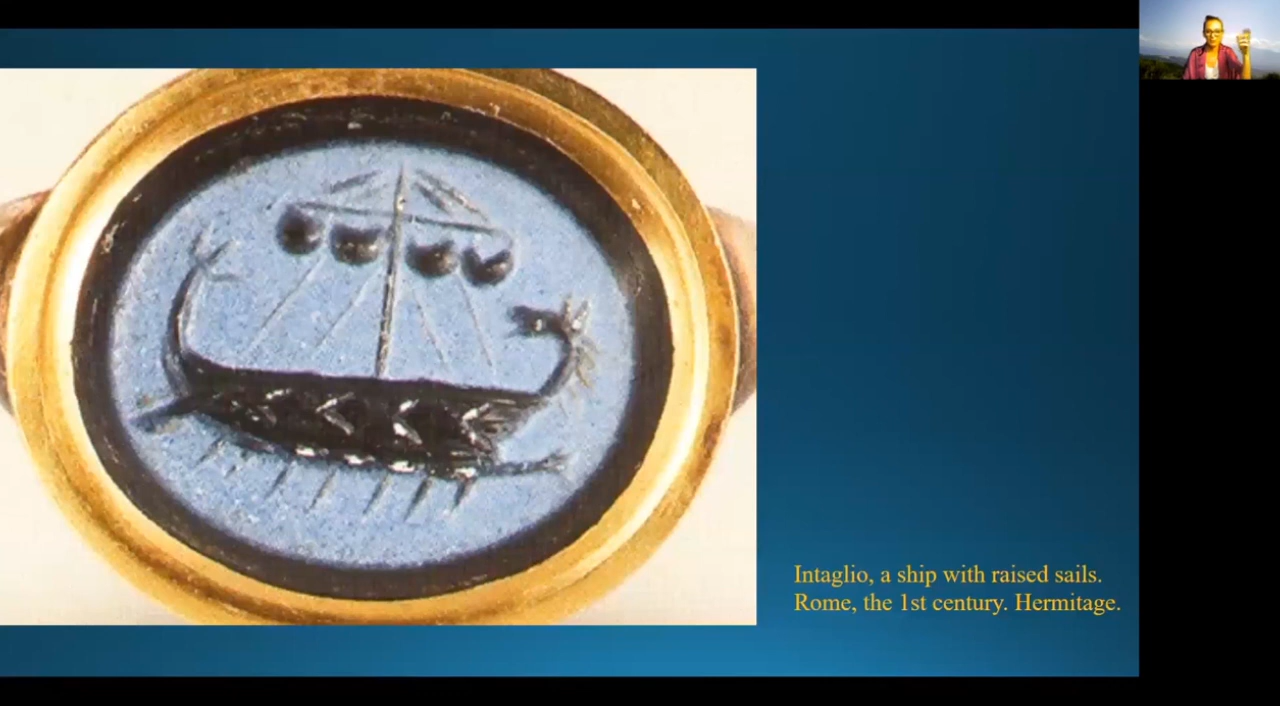 Intaglio, a ship with raised sails.
Rome, the 1st century. Hermitage.